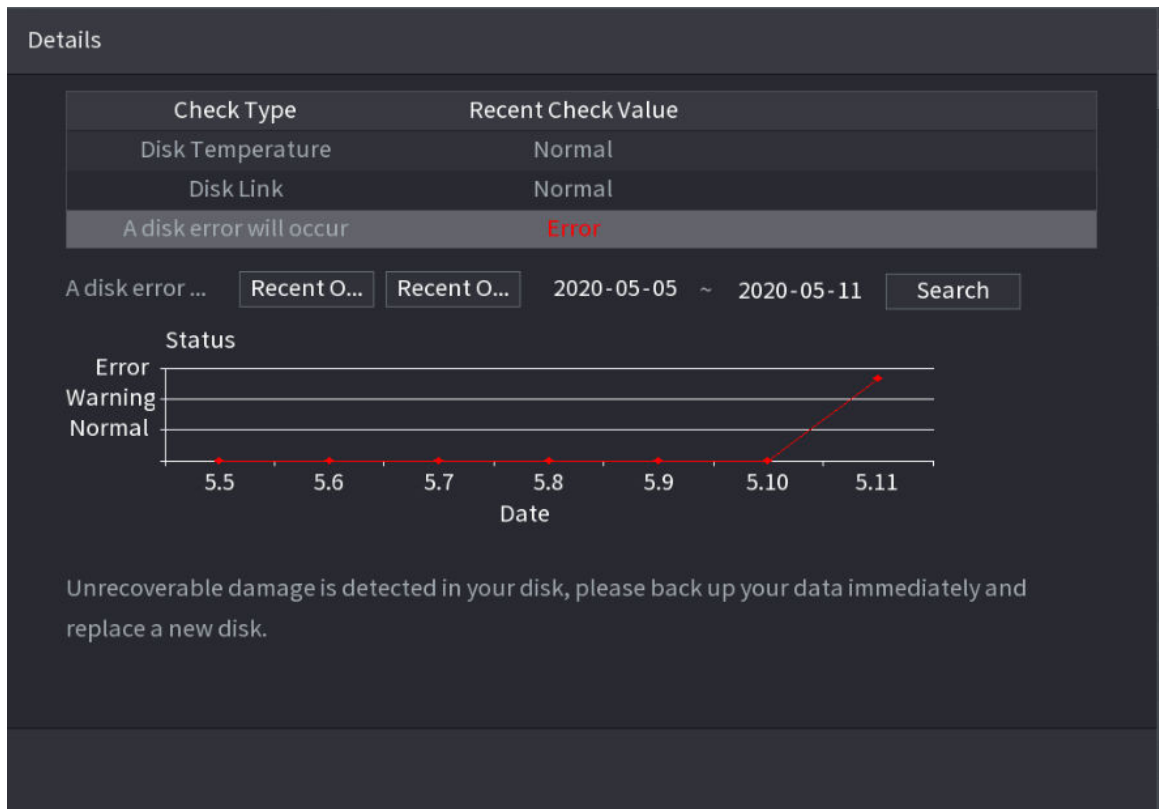 Details
Check Type Recent Check Value
Disk Temperature Normal
Disk Link Normal
A disk error will occur Error
A disk error ... Recent O... Recent O... 2020-05-05 ~ 2020-05-11 Search
Status
Error
Warning
Normal
5.5 5.6 5.7 5.8 5.9 5.10 5.11
Date
Unrecoverable damage is detected in your disk, please back up your data immediately and
replace a new disk.